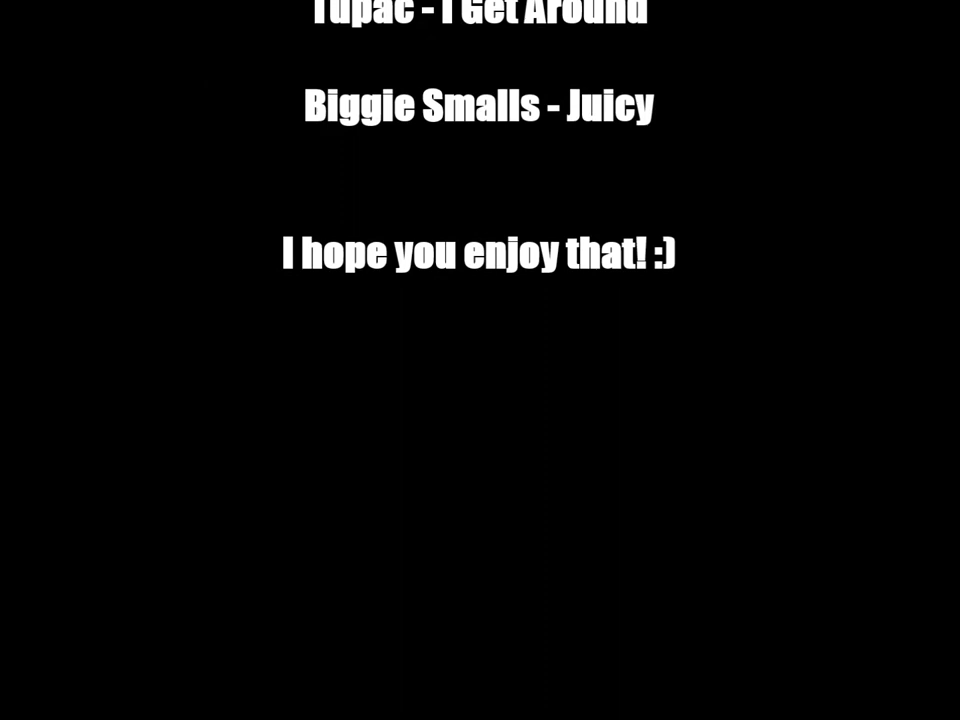 Tupac - I Get Around
Biggie Smalls - Juicy
I hope you enjoy that! :)